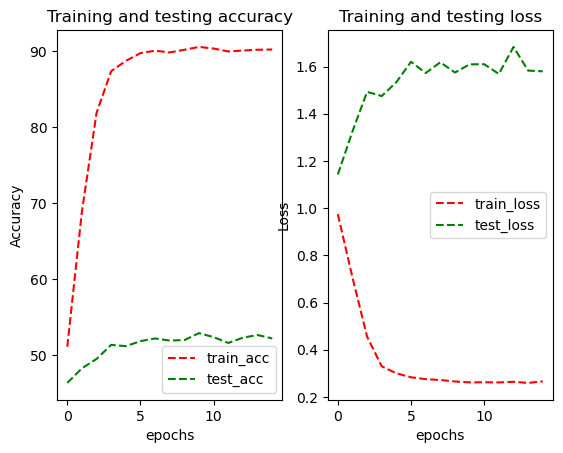 Training and testing accuracy
90
80
70
60
50
Accuracy
0
5
10
epochs
train_acc
test_acc
Training and testing loss
1.6
1.4
1.2
1.0
0.8
0.6
0.4
0.2
Loss
0
5
10
epochs
train_loss
test_loss